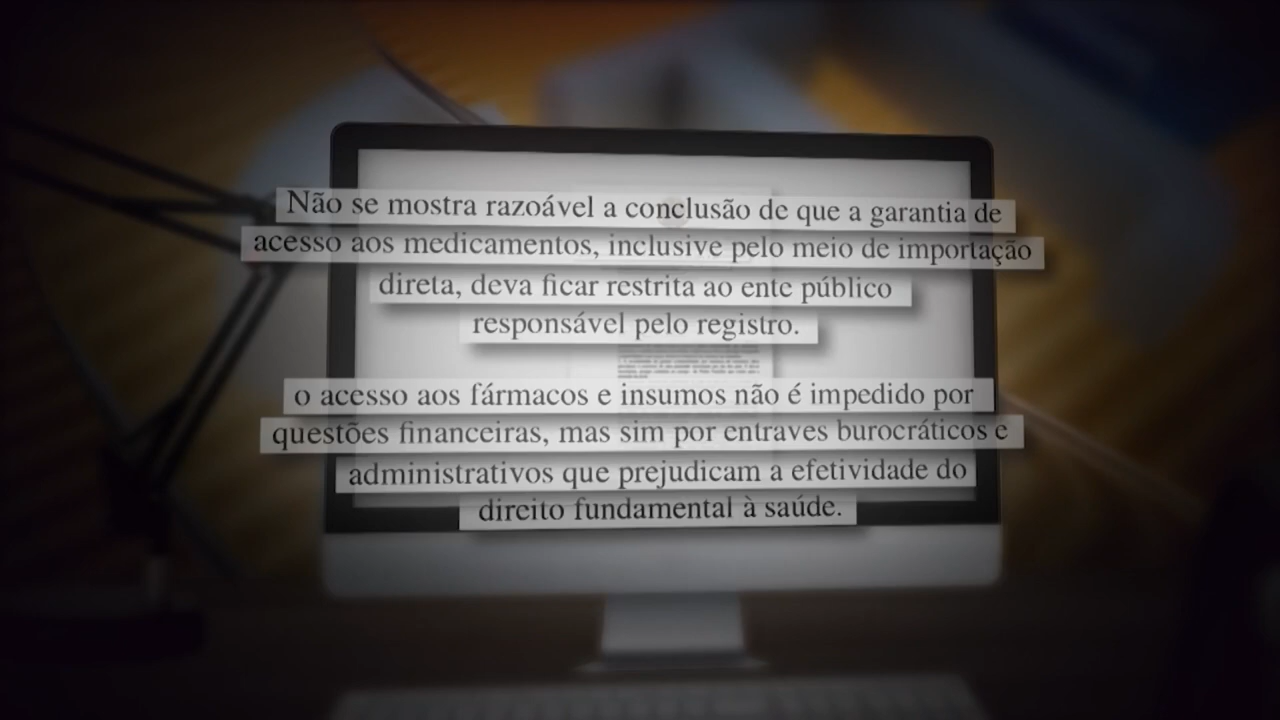 Não se mostra razoável a conclusão de que a garantia de
acesso aos medicamentos, inclusive pelo meio de importação
direta, deva ficar restrita ao ente público
responsável pelo registro.
o acesso aos fármacos e insumos não é impedido por
questões financeiras, mas sim por entraves burocráticos e
administrativos que prejudicam a efetividade do
direito fundamental à saúde.